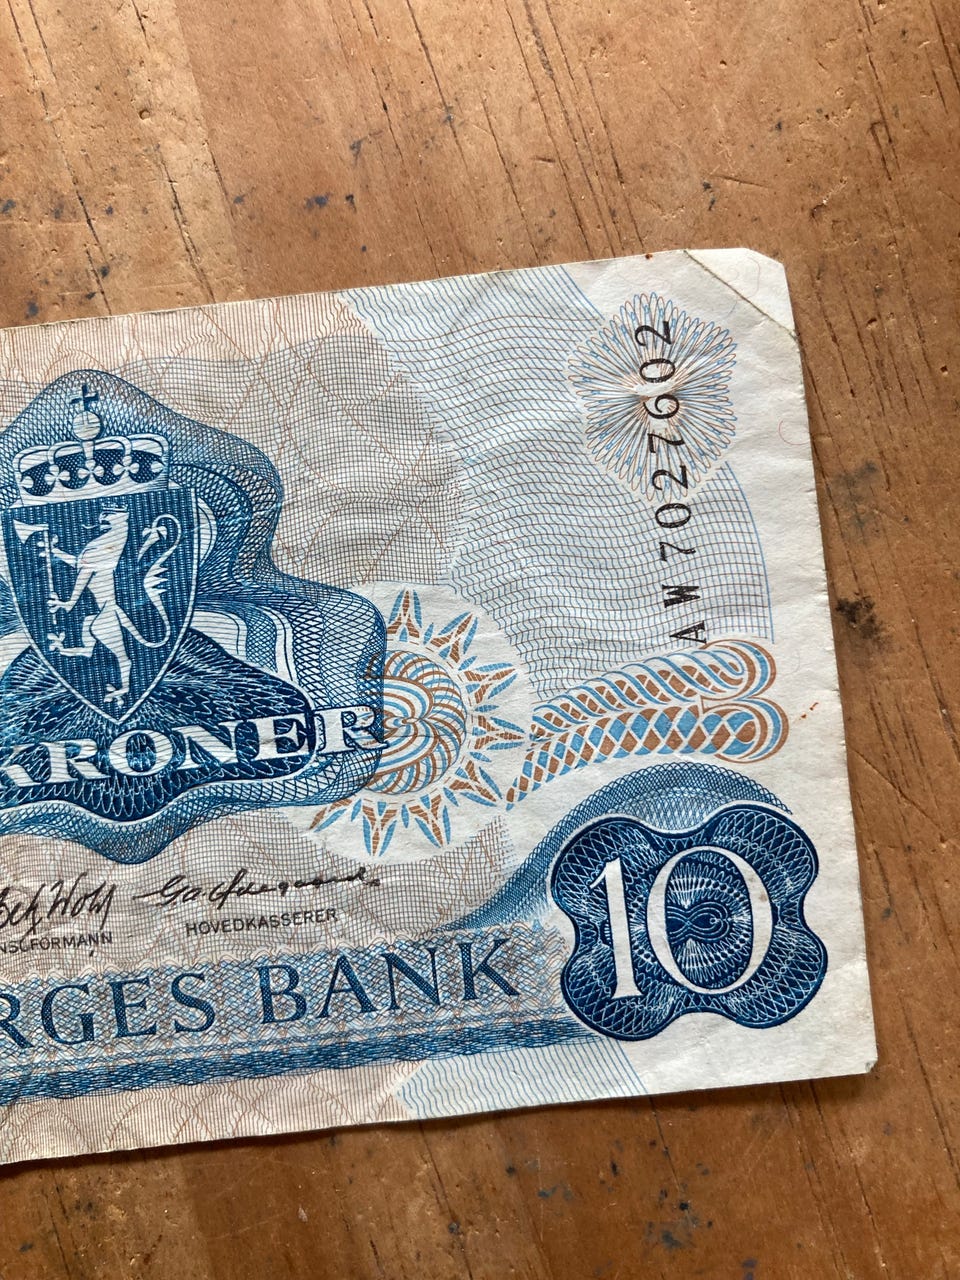 AW7027602
KRONER
HOVEDKASSERER
RGES BANK
10